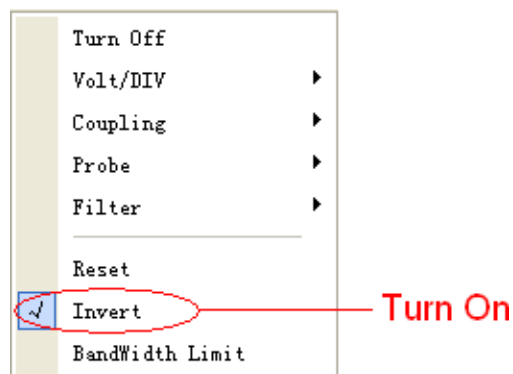 Turn Off
Volt/DIV
Coupling
Probe
Filter
Reset
Invert
Turn On
BandWidth Limit